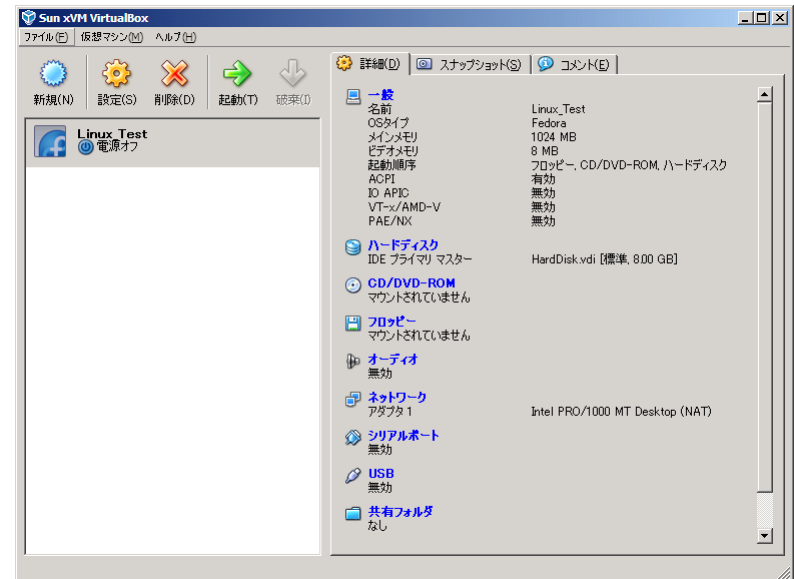 Sun xVM VirtualBox
ファイル(F) 仮想マシン(M) ヘルプ(H)
新規(N) 設定(S) 削除(D) 起動(T) 破棄(I)
Linux_Test
電源オフ
詳細(D) スナップショット(S) コメント(E)
一般
名前 Linux_Test
OSタイプ Fedora
メインメモリ 1024 MB
ビデオメモリ 8 MB
起動順序 フロッピー, CD/DVD-ROM, ハードディスク
ACPI 有効
IO APIC 無効
VT-x/AMD-V 無効
PAE/NX 無効
ハードディスク
IDE プライマリ マスター HardDisk.vdi [標準, 8.00 GB]
CD/DVD-ROM
マウントされていません
フロッピー
マウントされていません
オーディオ
無効
ネットワーク
アダプタ 1 Intel PRO/1000 MT Desktop (NAT)
シリアルポート
無効
USB
無効
共有フォルダ
なし